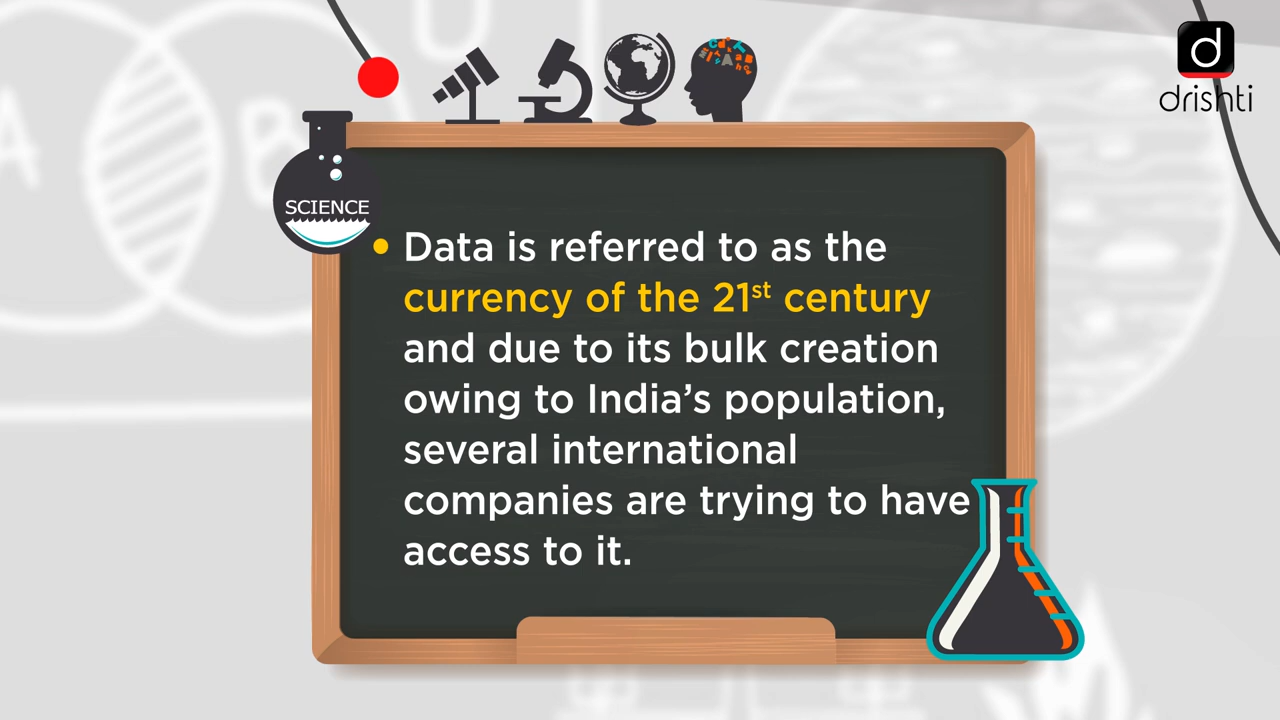 d
drishti
SCIENCE
Data is referred to as the
currency of the 21st century
and due to its bulk creation
owing to India’s population,
several international
companies are trying to have
access to it.
A
B